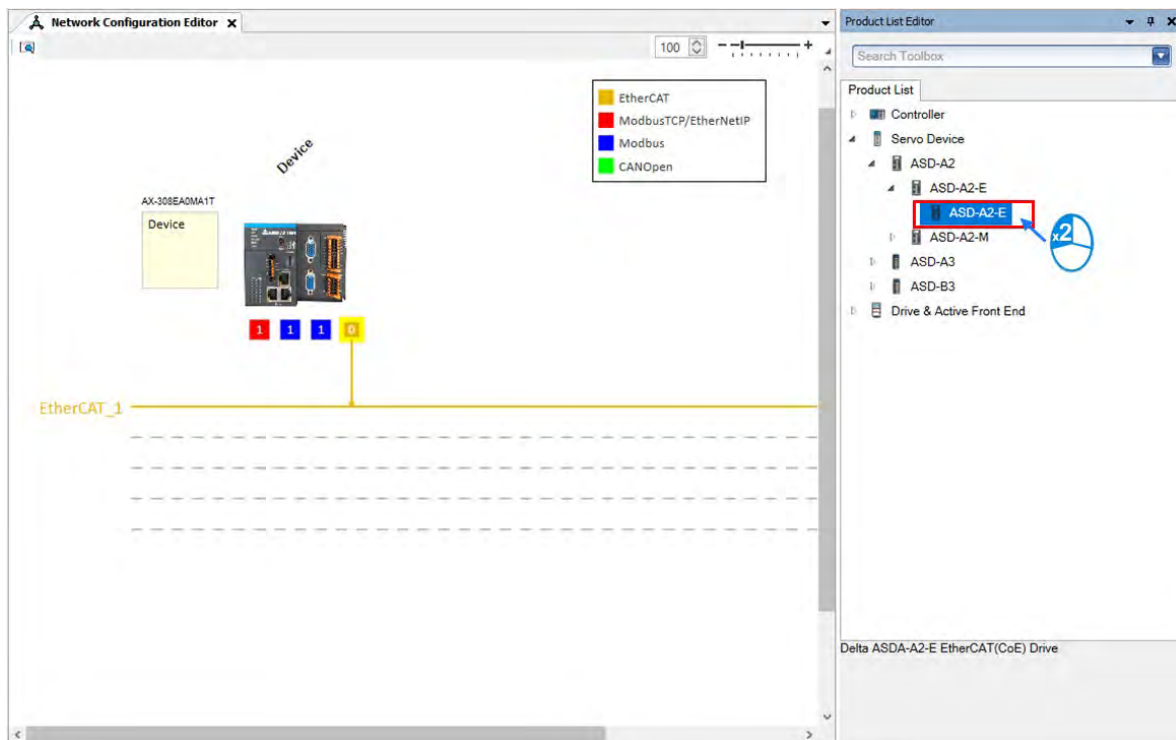 Network Configuration Editor x
100
EtherCAT
ModbusTCP/EtherNetIP
Modbus
CANOpen
Device
AX-308EA0MA1T
Device
1 1 1 0
EtherCAT_1
Product List Editor
Search Toolbox
Product List
Controller
Servo Device
ASD-A2
ASD-A2-E
ASD-A2-E
x2
ASD-A2-M
ASD-A3
ASD-B3
Drive & Active Front End
Delta ASDA-A2-E EtherCAT(CoE) Drive